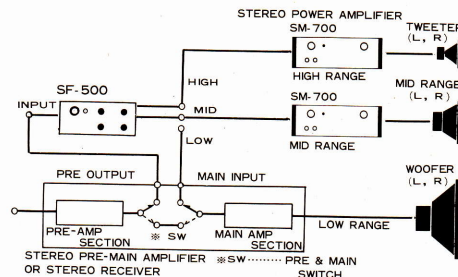 STEREO POWER AMPLIFIER
SM-700
TWEETER
(L, R)
HIGH
HIGH RANGE
SF-500
INPUT
MID
SM-700
MID RANGE
(L, R)
LOW
MID RANGE
PRE OUTPUT
MAIN INPUT
WOOFER
(L, R)
PRE-AMP
SECTION
※ SW
MAIN AMP
SECTION
LOW RANGE
STEREO PRE-MAIN AMPLIFIER
OR STEREO RECEIVER
※SW········ PRE & MAIN
SWITCH